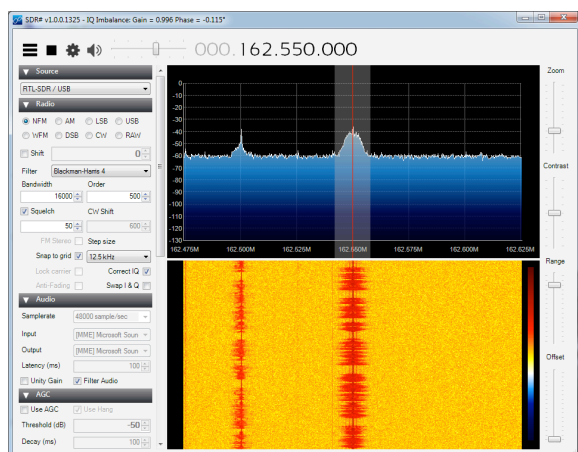 SDR# v1.0.0.1325 - IQ Imbalance: Gain = 0.996 Phase = -0.115°
000.162.550.000
Source
RTL-SDR / USB
Radio
NFM AM LSB USB
WFM DSB CW RAW
Shift 0
Filter Blackman-Harris 4
Bandwidth Order
16000 500
Squelch CW Shift
50 600
FM Stereo Step size
Snap to grid 12.5 kHz
Lock carrier Correct IQ
Anti-Fading Swap I & Q
Audio
Samplerate 48000 sample/sec
Input [MME] Microsoft Soun
Output [MME] Microsoft Soun
Latency (ms) 100
Unity Gain Filter Audio
AGC
Use AGC Use Hang
Threshold (dB) -50
Decay (ms) 100
0
-10
-20
-30
-40
-50
-60
-70
-80
-90
-100
-110
-120
-130
162.475M 162.500M 162.525M 162.550M 162.575M 162.600M 162.625M
Zoom
Contrast
Range
Offset